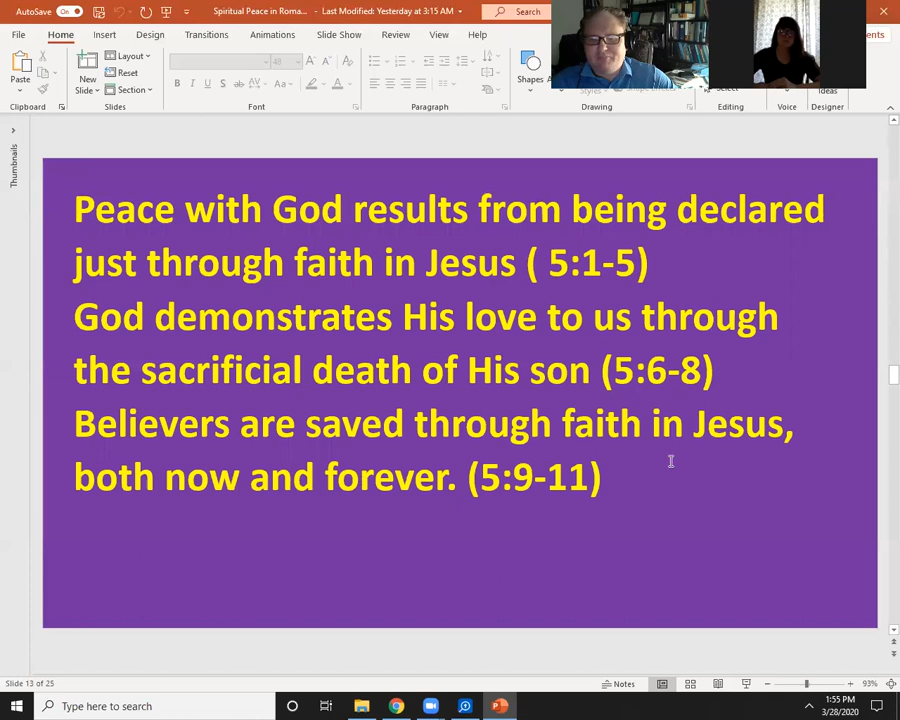 AutoSave On Spiritual Peace in Roma... – Last Modified: Yesterday at 3:15 AM Search
File Home Insert Design Transitions Animations Slide Show Review View Help
Paste
New
Slide
Layout
Reset
Section
48
Shapes
Clipboard Slides Font Paragraph Drawing Editing Voice Designer
Thumbnails
Peace with God results from being declared
just through faith in Jesus ( 5:1-5)
God demonstrates His love to us through
the sacrificial death of His son (5:6-8)
Believers are saved through faith in Jesus,
both now and forever. (5:9-11)
Slide 13 of 25 Notes 93%
Type here to search
1:55 PM
3/28/2020